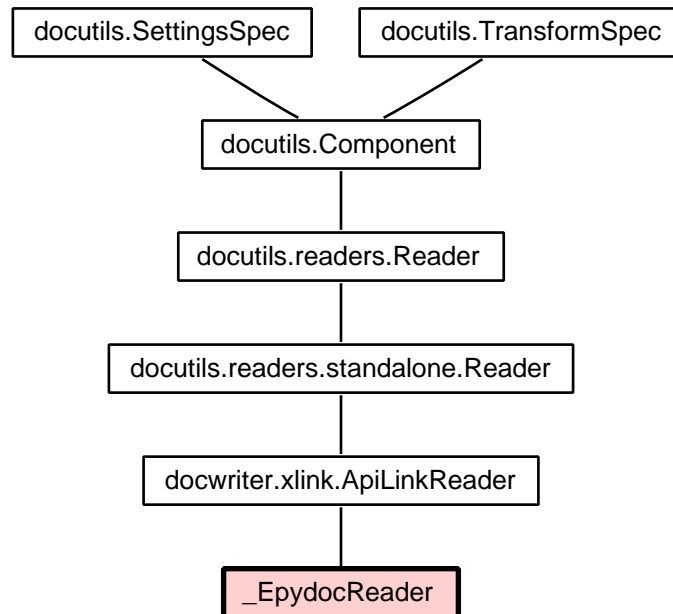 docutils.SettingsSpec
docutils.TransformSpec
docutils.Component
docutils.readers.Reader
docutils.readers.standalone.Reader
docwriter.xlink.ApiLinkReader
_EpydocReader